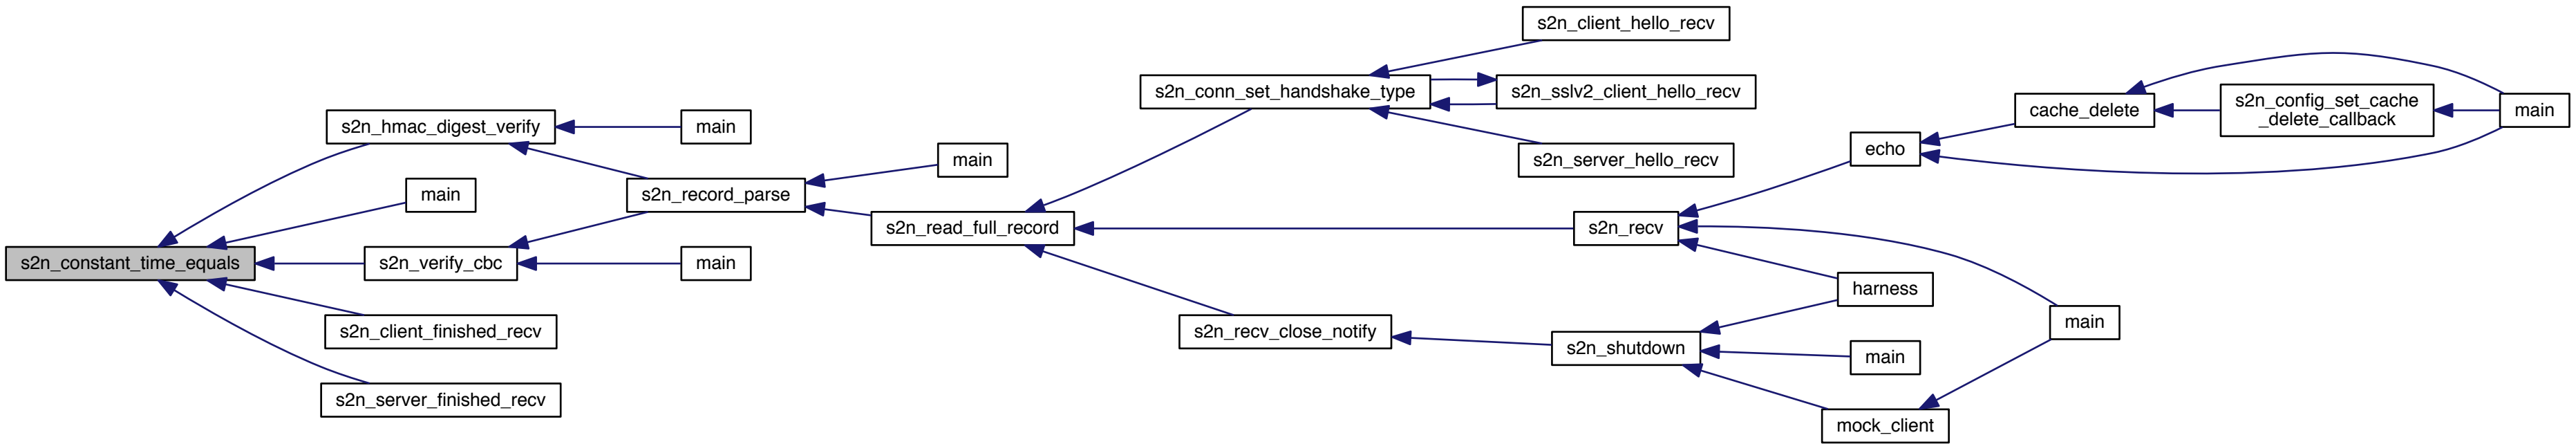 s2n_constant_time_equals
s2n_hmac_digest_verify
main
s2n_verify_cbc
s2n_client_finished_recv
s2n_server_finished_recv
main
s2n_record_parse
main
main
s2n_read_full_record
s2n_conn_set_handshake_type
s2n_recv_close_notify
s2n_client_hello_recv
s2n_sslv2_client_hello_recv
s2n_server_hello_recv
s2n_recv
s2n_shutdown
echo
harness
main
mock_client
cache_delete
main
s2n_config_set_cache
_delete_callback
main